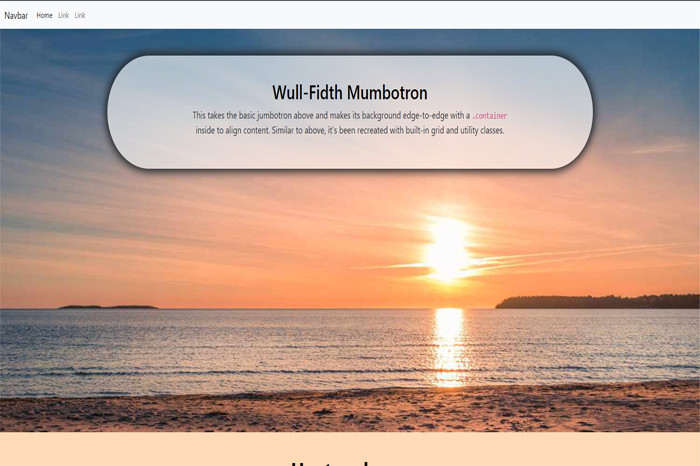 Navbar Home Link Link
Wull-Fidth Mumbotron
This takes the basic jumbotron above and makes its background edge-to-edge with a .container
inside to align content. Similar to above, it's been recreated with built-in grid and utility classes.